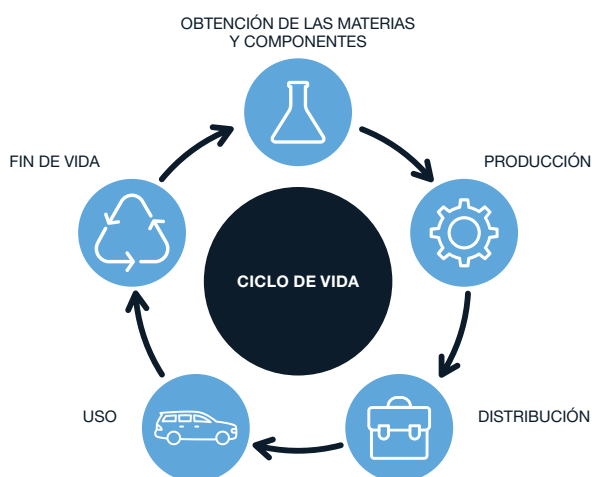 OBTENCIÓN DE LAS MATERIAS
Y COMPONENTES
FIN DE VIDA
PRODUCCIÓN
CICLO DE VIDA
USO
DISTRIBUCIÓN